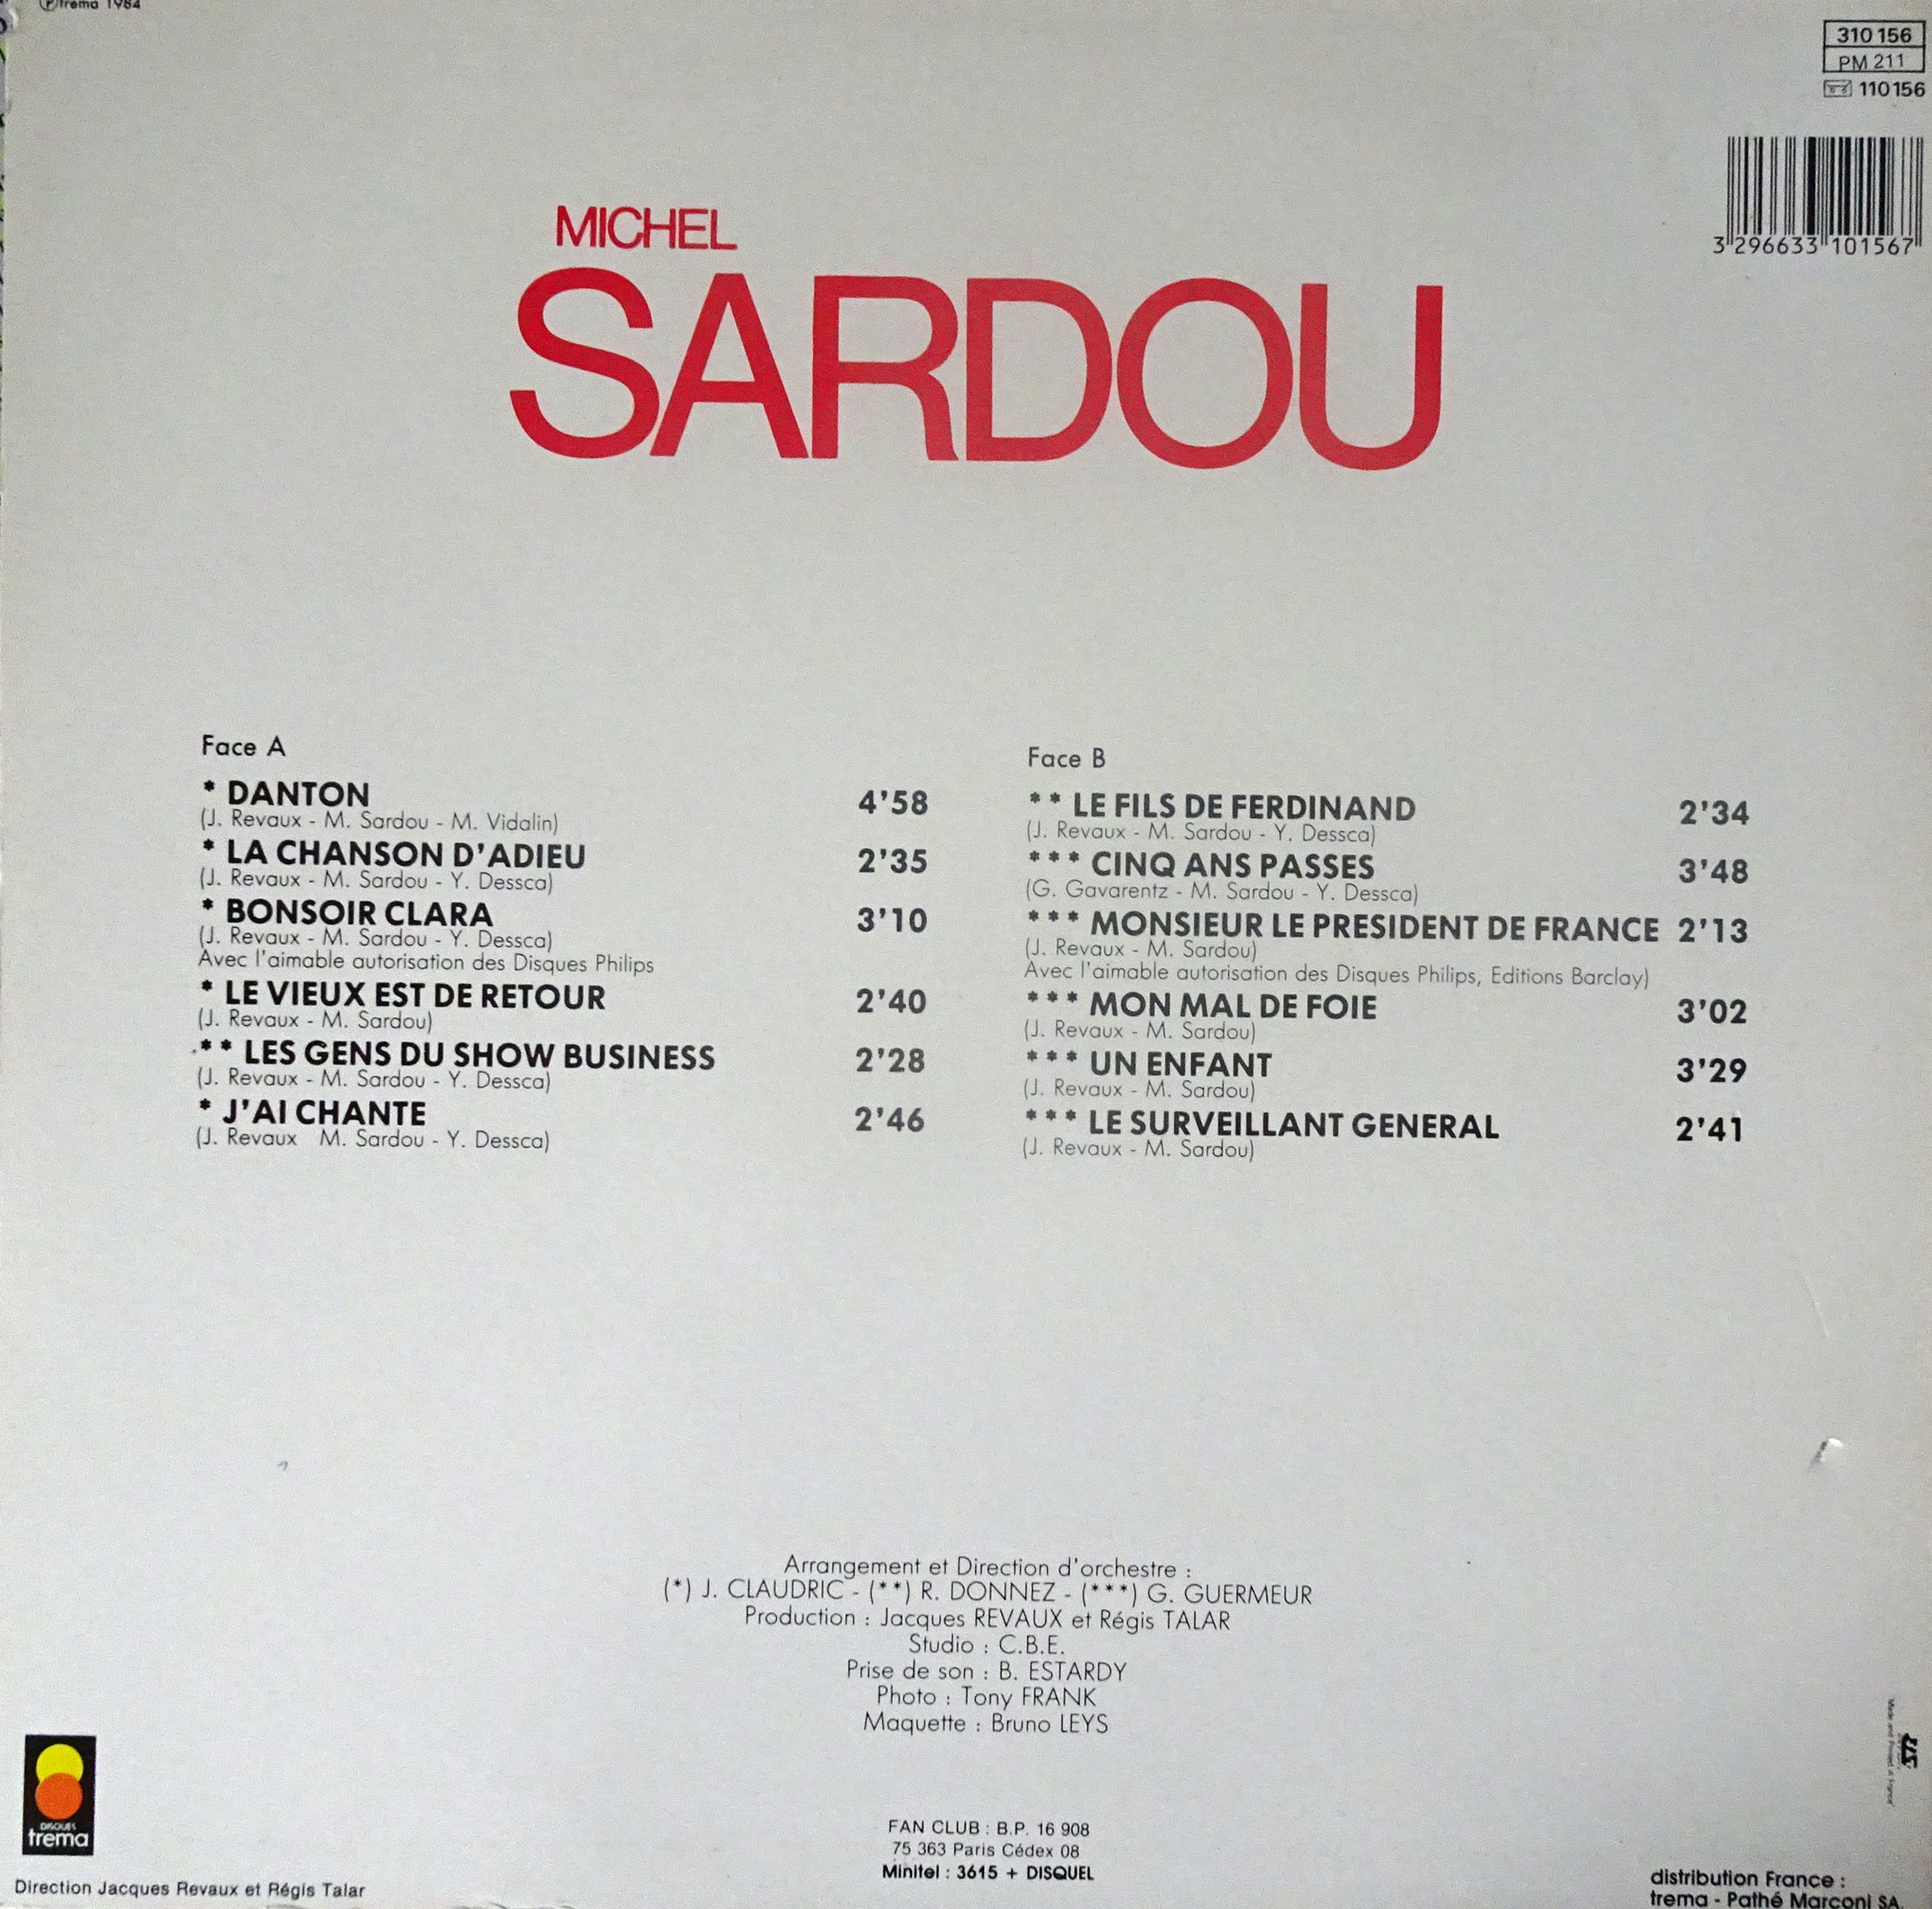 Ⓟ trema 1984
310 156
PM 211
110 156
3 296633 101567
MICHEL
SARDOU
Face A
* DANTON 4'58
(J. Revaux - M. Sardou - M. Vidalin)
* LA CHANSON D'ADIEU 2'35
(J. Revaux - M. Sardou - Y. Dessca)
* BONSOIR CLARA 3'10
(J. Revaux - M. Sardou - Y. Dessca)
Avec l'aimable autorisation des Disques Philips
* LE VIEUX EST DE RETOUR 2'40
(J. Revaux - M. Sardou)
** LES GENS DU SHOW BUSINESS 2'28
(J. Revaux - M. Sardou - Y. Dessca)
* J'AI CHANTE 2'46
(J. Revaux M. Sardou - Y. Dessca)
Face B
** LE FILS DE FERDINAND 2'34
(J. Revaux - M. Sardou - Y. Dessca)
*** CINQ ANS PASSES 3'48
(G. Gavarentz - M. Sardou - Y. Dessca)
*** MONSIEUR LE PRESIDENT DE FRANCE 2'13
(J. Revaux - M. Sardou)
Avec l'aimable autorisation des Disques Philips, Editions Barclay)
*** MON MAL DE FOIE 3'02
(J. Revaux - M. Sardou)
*** UN ENFANT 3'29
(J. Revaux - M. Sardou)
*** LE SURVEILLANT GENERAL 2'41
(J. Revaux - M. Sardou)
Arrangement et Direction d'orchestre :
(*) J. CLAUDRIC - (**) R. DONNEZ - (***) G. GUERMEUR
Production : Jacques REVAUX et Régis TALAR
Studio : C.B.E.
Prise de son : B. ESTARDY
Photo : Tony FRANK
Maquette : Bruno LEYS
DISQUES
trema
Direction Jacques Revaux et Régis Talar
FAN CLUB : B.P. 16 908
75 363 Paris Cédex 08
Minitel : 3615 + DISQUEL
distribution France :
trema - Pathé Marconi SA.